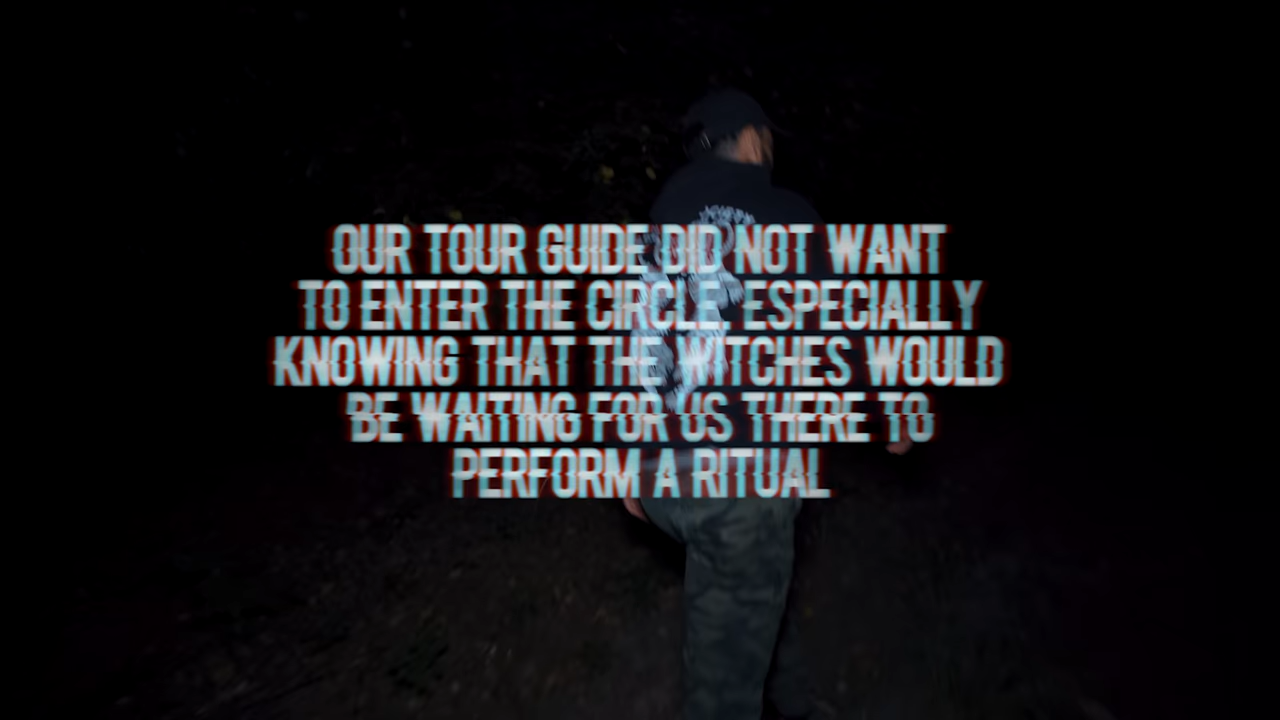 OUR TOUR GUIDE DID NOT WANT
TO ENTER THE CIRCLE, ESPECIALLY
KNOWING THAT THE WITCHES WOULD
BE WAITING FOR US THERE TO
PERFORM A RITUAL